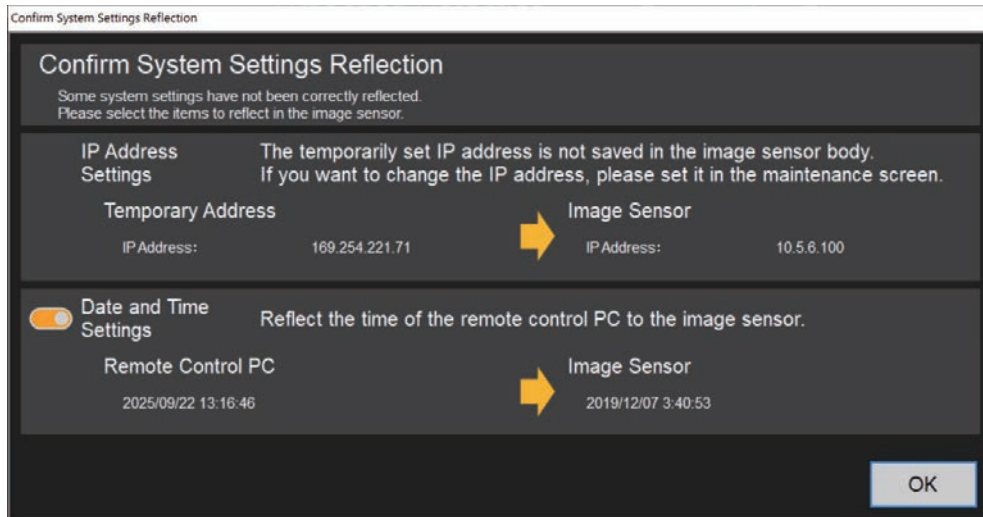 Confirm System Settings Reflection
Confirm System Settings Reflection
Some system settings have not been correctly reflected.
Please select the items to reflect in the image sensor.
IP Address
Settings
The temporarily set IP address is not saved in the image sensor body.
If you want to change the IP address, please set it in the maintenance screen.
Temporary Address
Image Sensor
IP Address:
169.254.221.71
IP Address:
10.5.6.100
Date and Time
Settings
Reflect the time of the remote control PC to the image sensor.
Remote Control PC
Image Sensor
2025/09/22 13:16:46
2019/12/07 3:40:53
OK